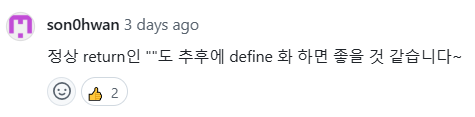 son0hwan 3 days ago
정상 return인 ""도 추후에 define 화 하면 좋을 것 같습니다~
2